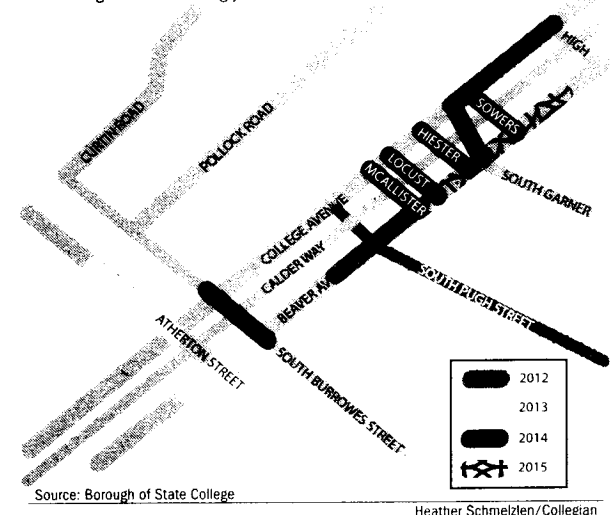 HIGH
CURTIN ROAD
POLLOCK ROAD
SOWERS
HIESTER
LOCUST
MCALLISTER
SOUTH GARNER
COLLEGE AVENUE
CALDER WAY
BEAVER AV
SOUTH PUGH STREET
ATHERTON STREET
SOUTH BURROWES STREET
2012
2013
2014
2015
Source: Borough of State College
Heather Schmelzlen/Collegian